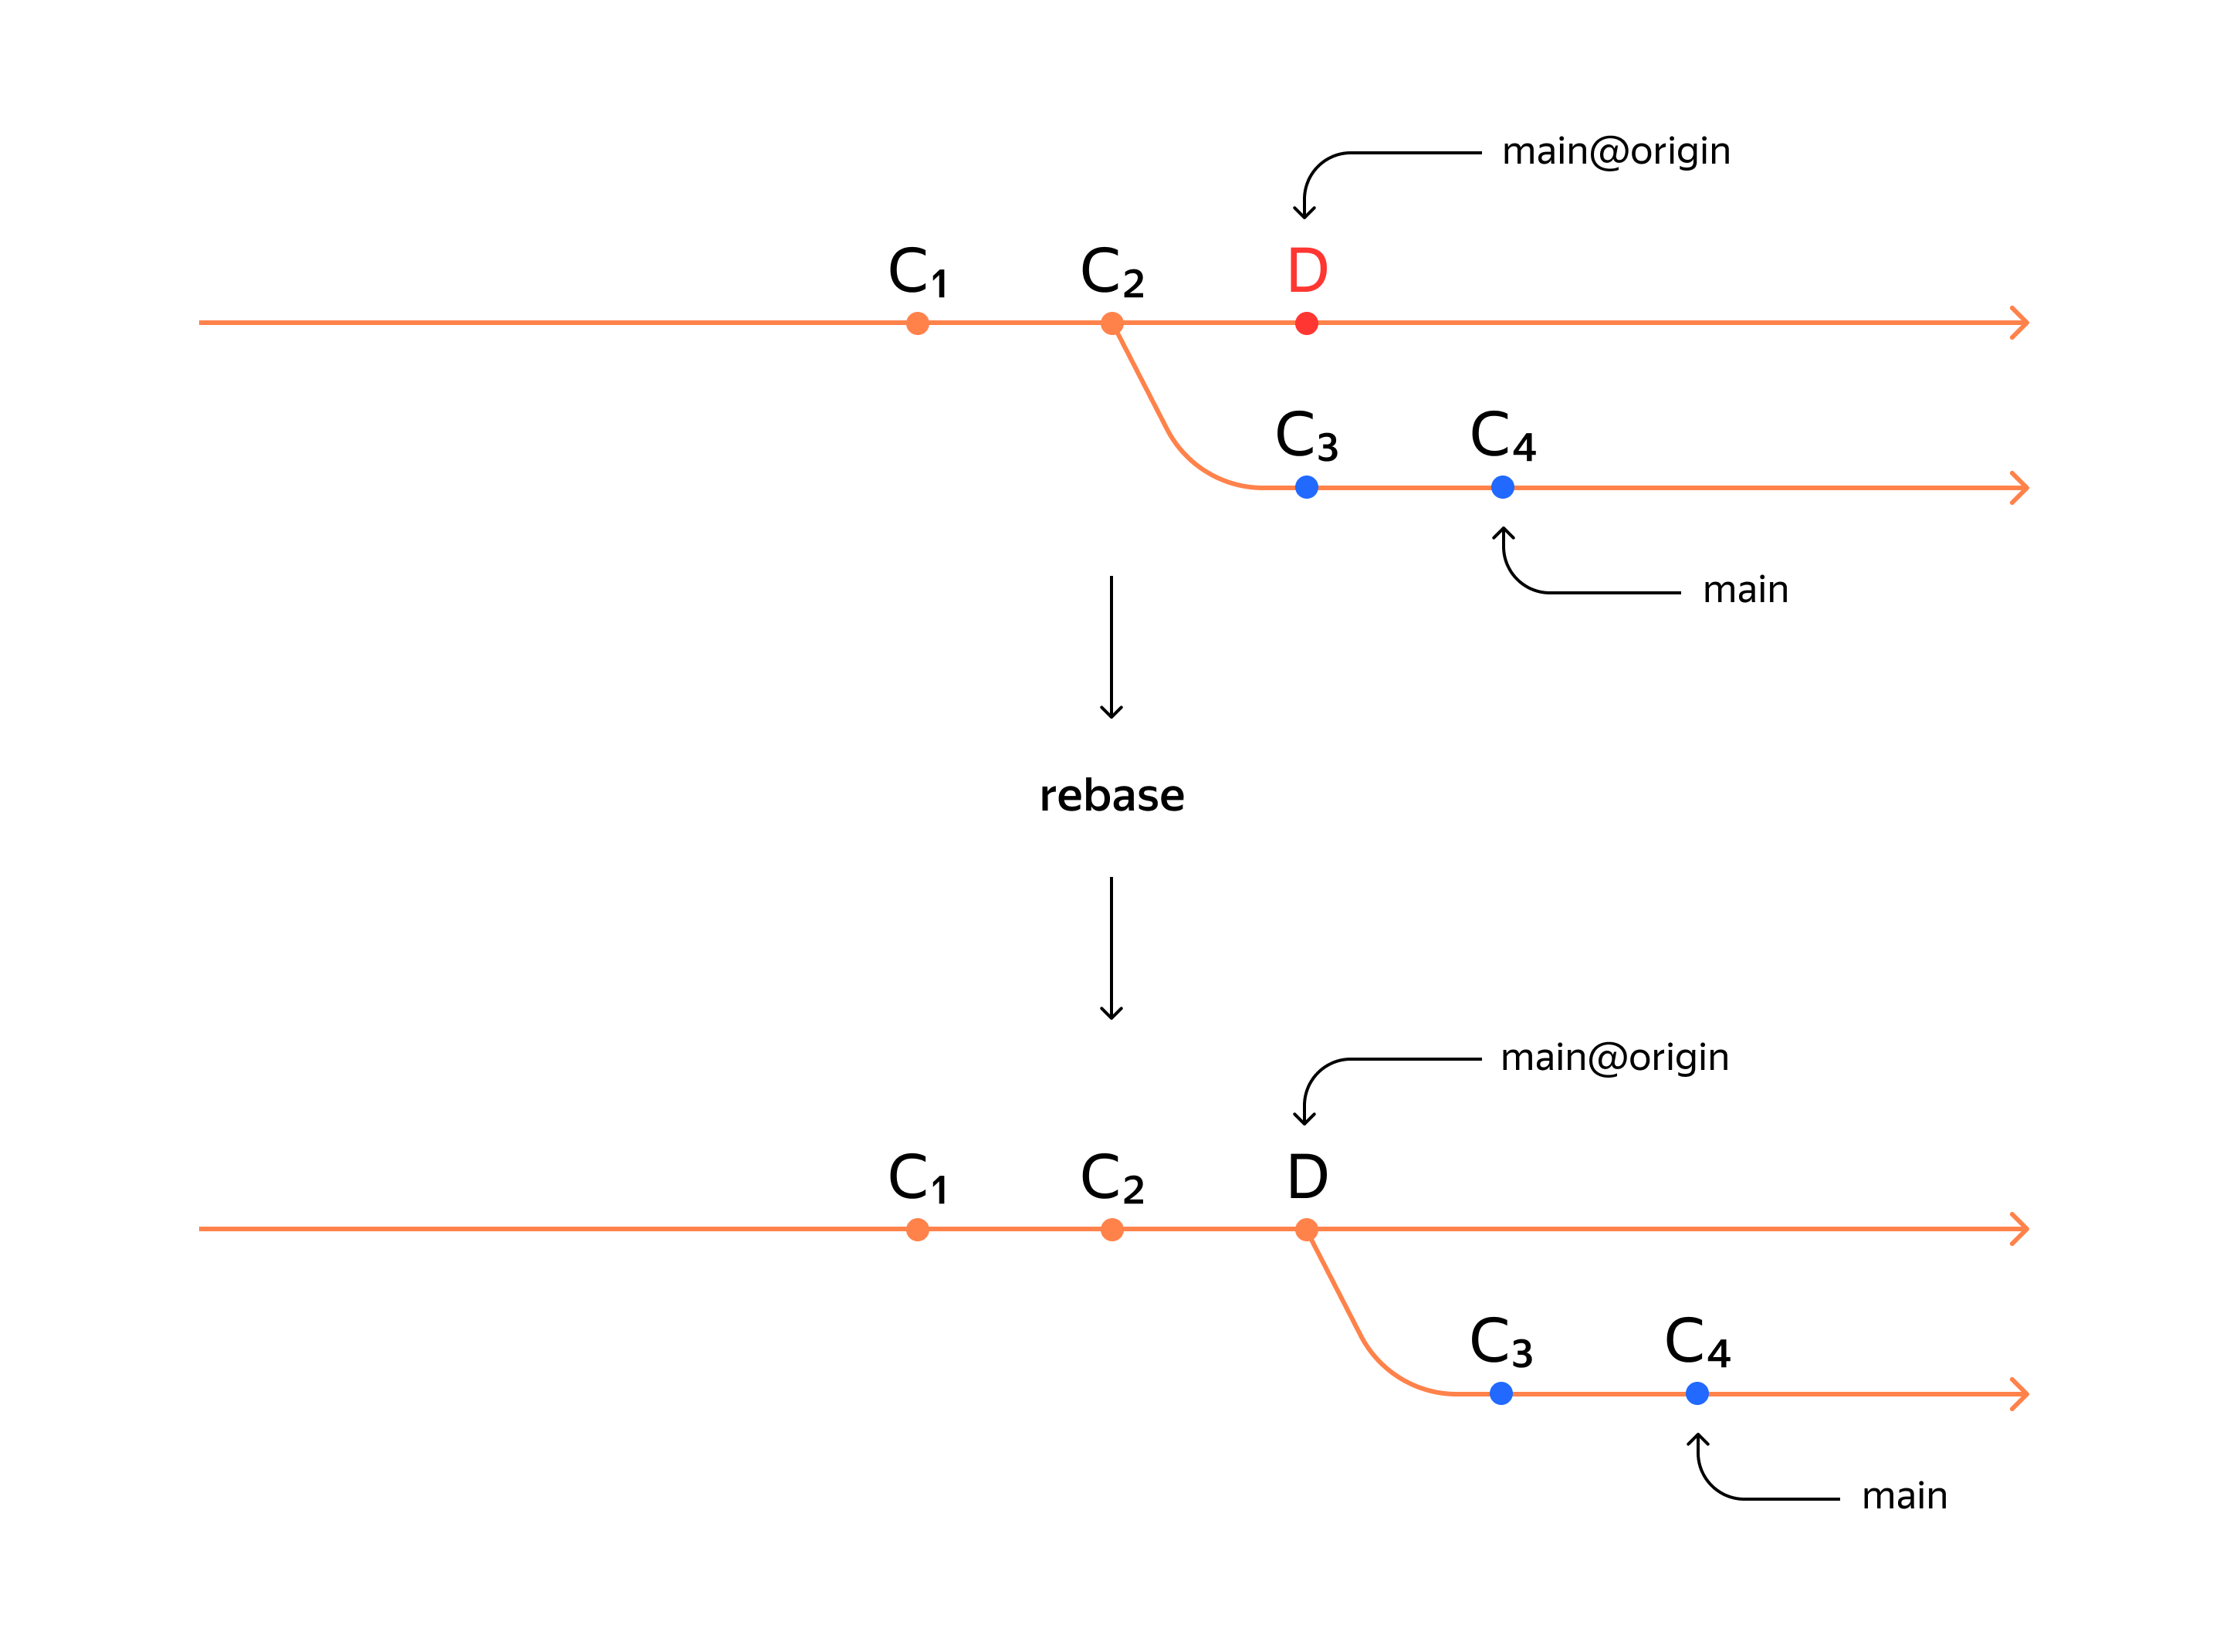 main@origin
C₁ C₂ D
C₃ C₄
main
rebase
main@origin
C₁ C₂ D
C₃ C₄
main